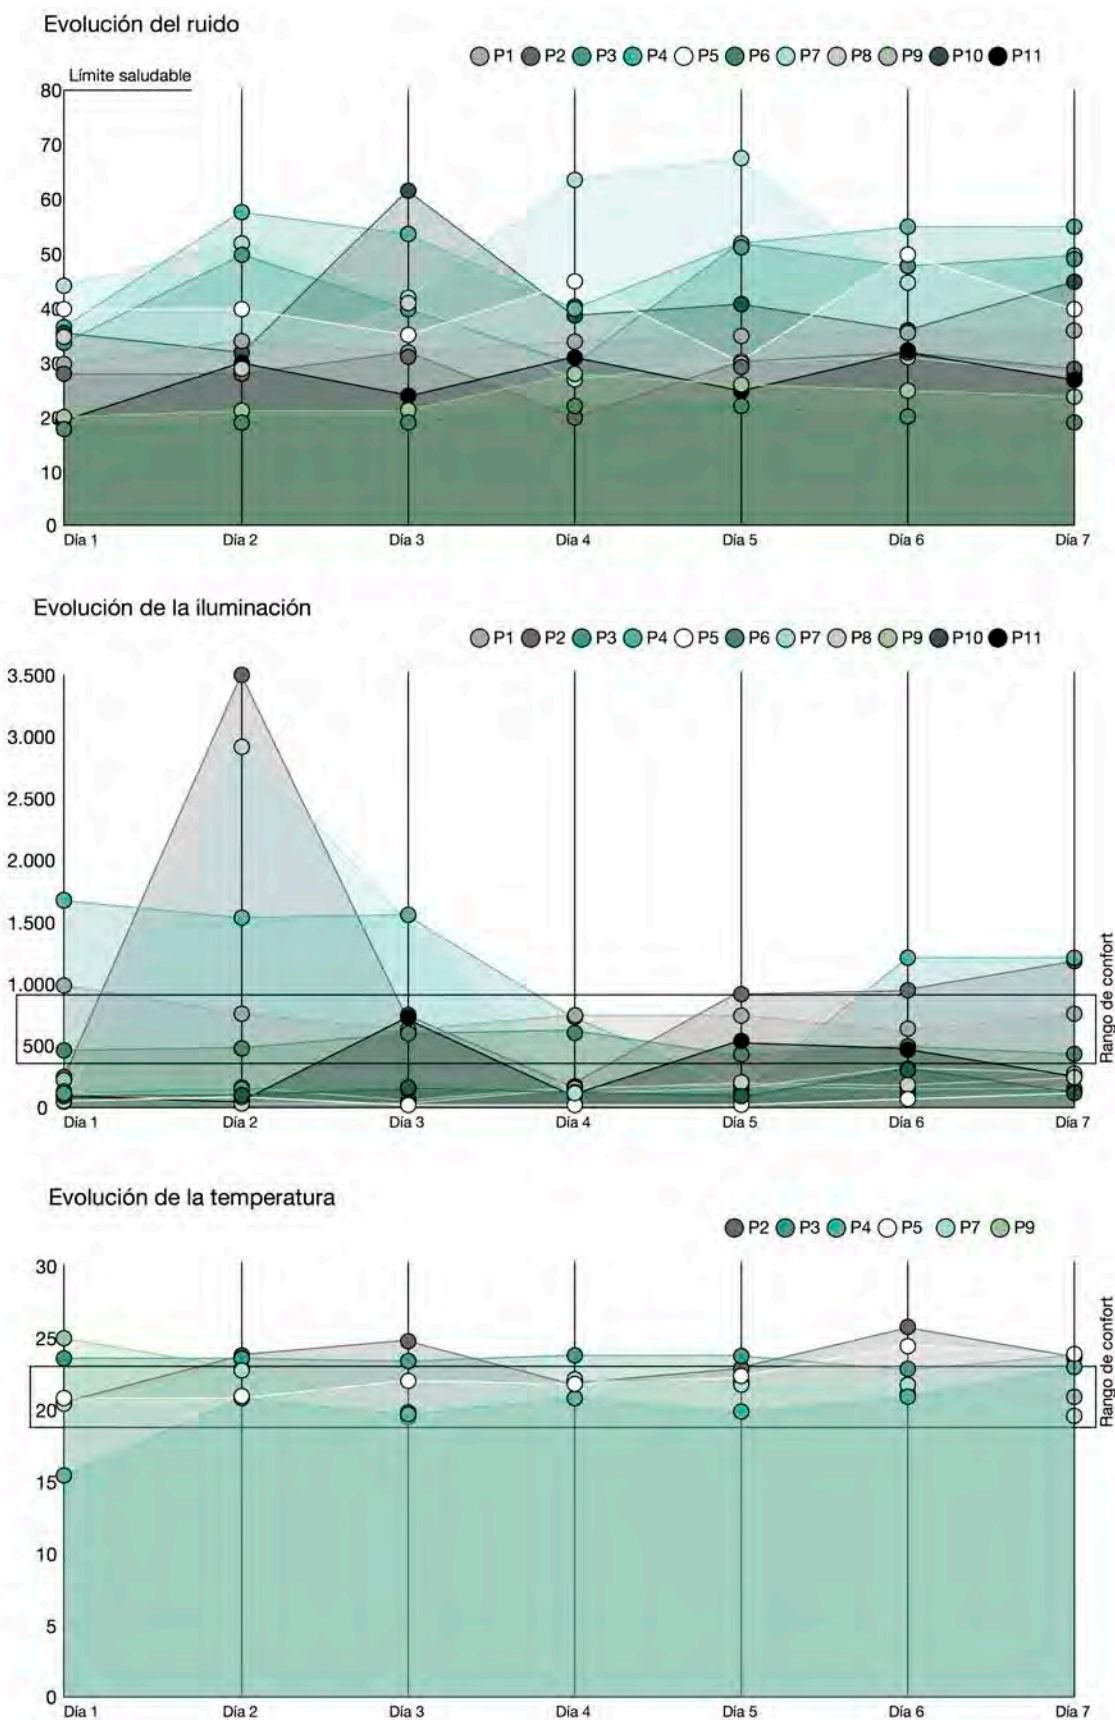 Evolución del ruido
P1 P2 P3 P4 P5 P6 P7 P8 P9 P10 P11
Límite saludable
80
70
60
50
40
30
20
10
0
Día 1 Día 2 Día 3 Día 4 Día 5 Día 6 Día 7
Evolución de la iluminación
P1 P2 P3 P4 P5 P6 P7 P8 P9 P10 P11
3.500
3.000
2.500
2.000
1.500
1.000
500
0
Rango de confort
Día 1 Día 2 Día 3 Día 4 Día 5 Día 6 Día 7
Evolución de la temperatura
P2 P3 P4 P5 P7 P9
30
25
20
15
10
5
0
Rango de confort
Día 1 Día 2 Día 3 Día 4 Día 5 Día 6 Día 7